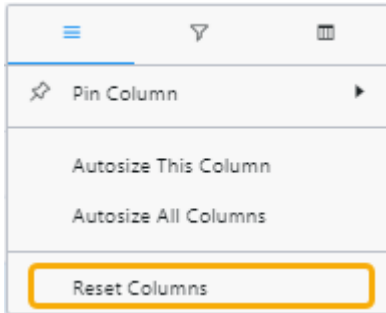 Pin Column
Autosize This Column
Autosize All Columns
Reset Columns